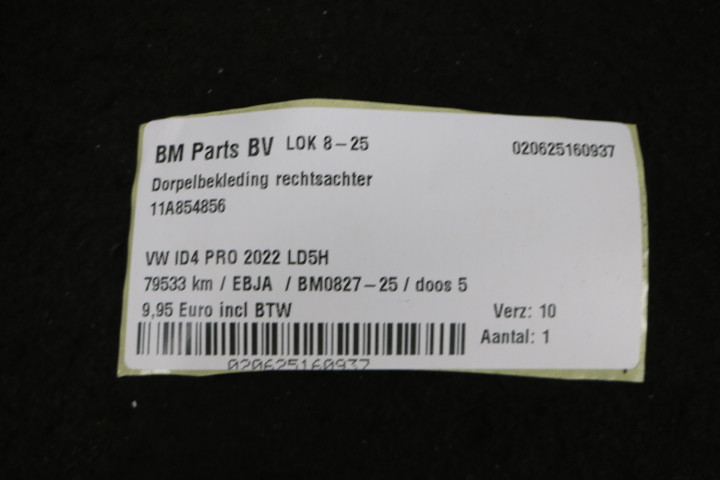 BM Parts BV LOK 8-25 020625160937
Dorpelbekleding rechtsachter
11A854856
VW ID4 PRO 2022 LD5H
79533 km / EBJA / BM0827-25 / doos 5
9,95 Euro incl BTW Verz: 10
Aantal: 1
020625160937